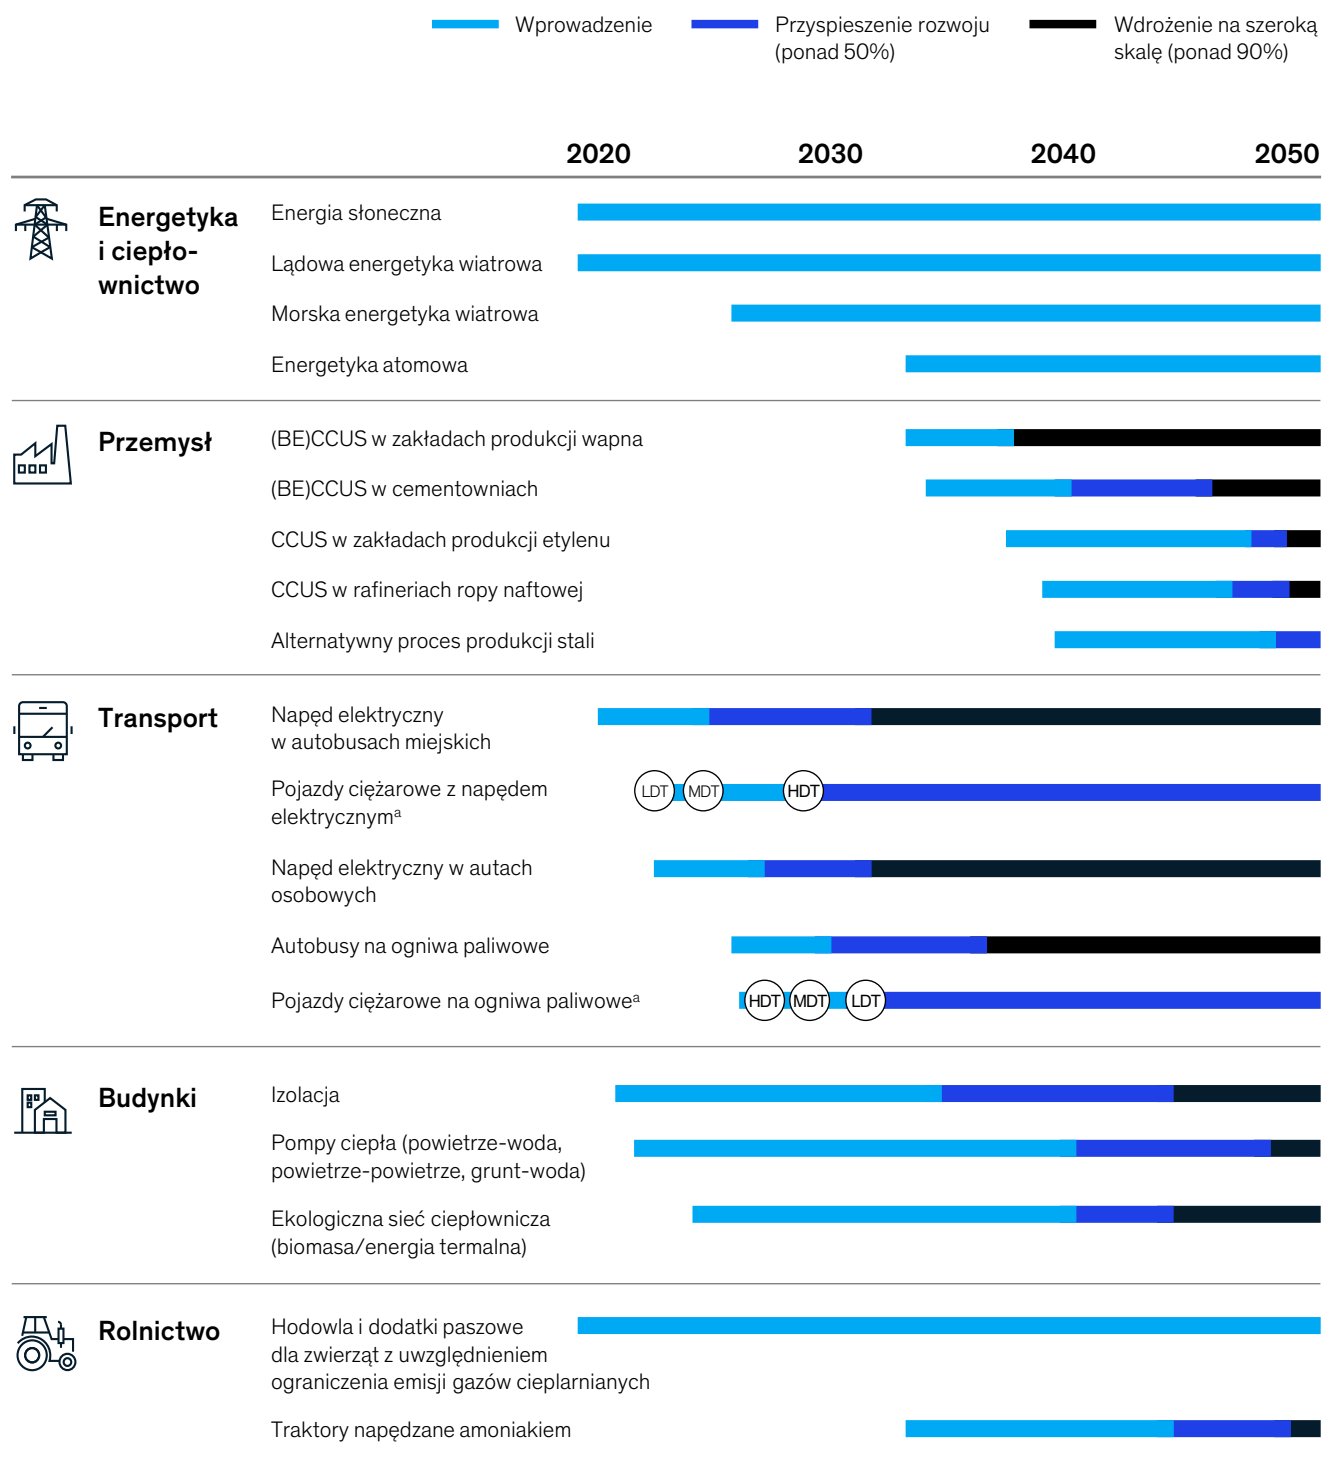 Wprowadzenie
Przyspieszenie rozwoju
(ponad 50%)
Wdrożenie na szeroką
skalę (ponad 90%)
2020 2030 2040 2050
Energetyka
i ciepło-
wnictwo
Energia słoneczna
Lądowa energetyka wiatrowa
Morska energetyka wiatrowa
Energetyka atomowa
Przemysł
(BE)CCUS w zakładach produkcji wapna
(BE)CCUS w cementowniach
CCUS w zakładach produkcji etylenu
CCUS w rafineriach ropy naftowej
Alternatywny proces produkcji stali
Transport
Napęd elektryczny
w autobusach miejskich
Pojazdy ciężarowe z napędem
elektrycznymᵃ
LDT MDT HDT
Napęd elektryczny w autach
osobowych
Autobusy na ogniwa paliwowe
Pojazdy ciężarowe na ogniwa paliwoweᵃ
HDT MDT LDT
Budynki
Izolacja
Pompy ciepła (powietrze-woda,
powietrze-powietrze, grunt-woda)
Ekologiczna sieć ciepłownicza
(biomasa/energia termalna)
Rolnictwo
Hodowla i dodatki paszowe
dla zwierząt z uwzględnieniem
ograniczenia emisji gazów cieplarnianych
Traktory napędzane amoniakiem